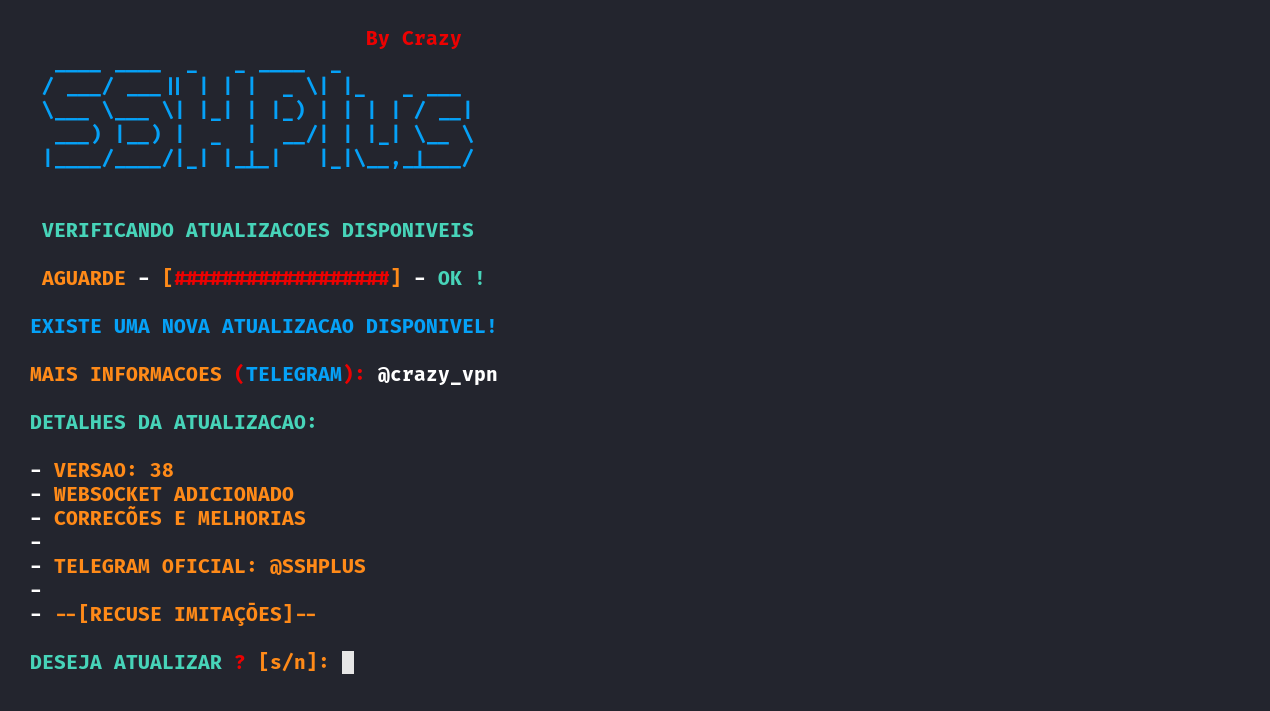 By Crazy
SSHPlus
VERIFICANDO ATUALIZACOES DISPONIVEIS
AGUARDE - [##################] - OK !
EXISTE UMA NOVA ATUALIZACAO DISPONIVEL!
MAIS INFORMACOES (TELEGRAM): @crazy_vpn
DETALHES DA ATUALIZACAO:
- VERSAO: 38
- WEBSOCKET ADICIONADO
- CORRECÕES E MELHORIAS
-
- TELEGRAM OFICIAL: @SSHPLUS
-
- --[RECUSE IMITAÇÕES]--
DESEJA ATUALIZAR ? [s/n]: